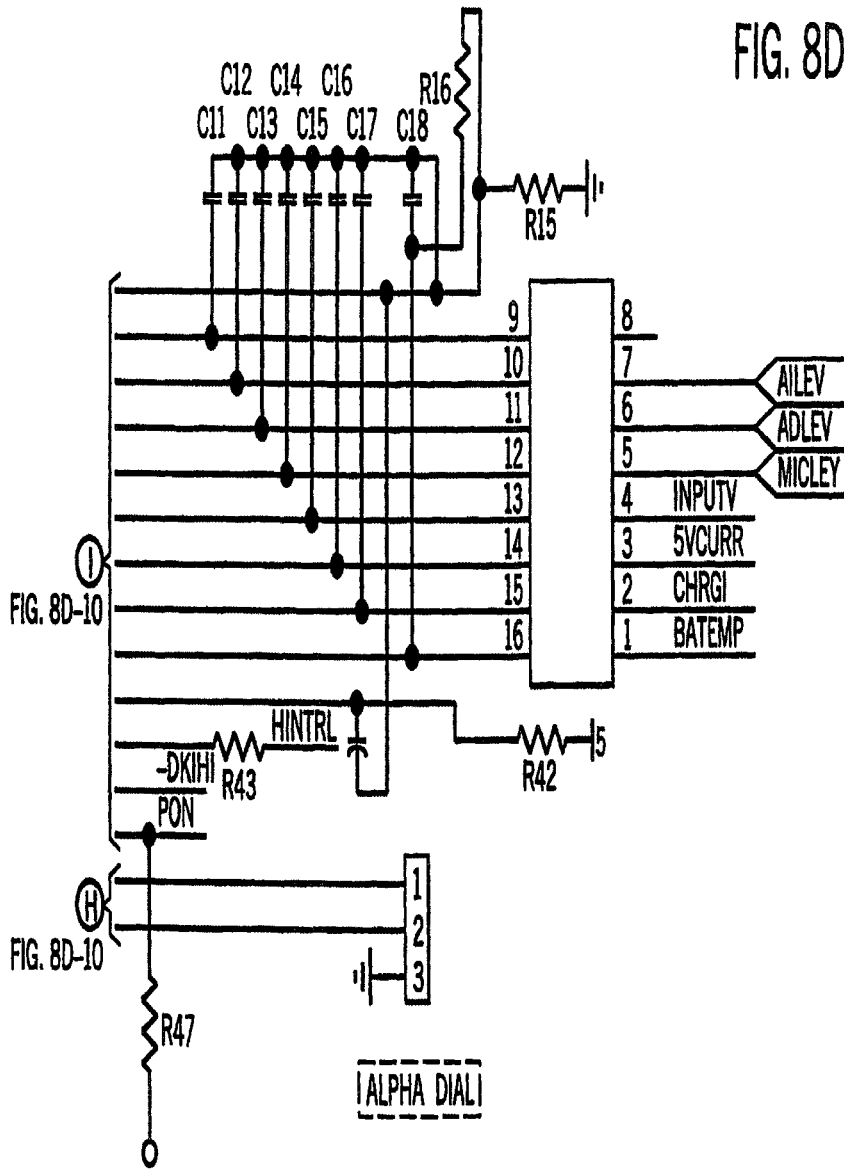 FIG. 8D
C12 C14 C16
R16
C11 C13 C15 C17 C18
R15
9 8
10 7 AILEV
11 6 ADLEV
12 5 MICLEY
13 4 INPUTV
14 3 5VCURR
I
15 2 CHRGI
FIG. 8D-10
16 1 BATEMP
HINTRL
5
-DKIHI R43
R42
PON
1
H
2
FIG. 8D-10
3
R47
ALPHA DIAL